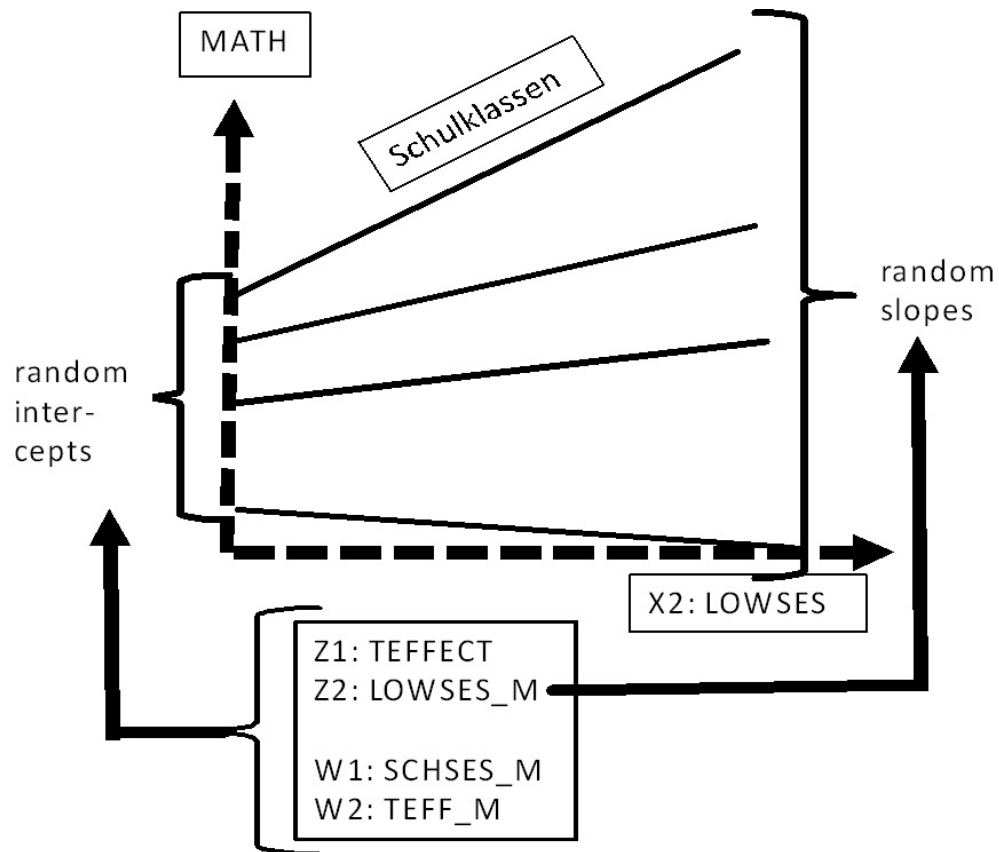 MATH
Schulklassen
random
slopes
random
inter-
cepts
X2: LOWSES
Z1: TEFFECT
Z2: LOWSES_M
W1: SCHSES_M
W2: TEFF_M